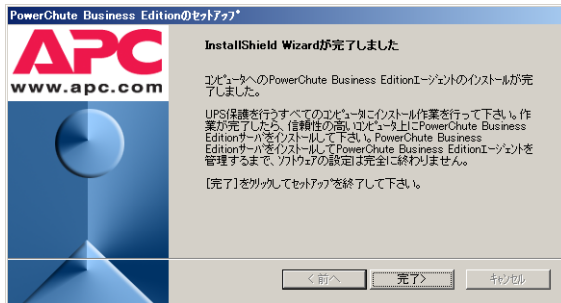 PowerChute Business Editionのｾｯﾄｱｯﾌﾟ
APC
www.apc.com
InstallShield Wizardが完了しました
ｺﾝﾋﾟｭｰﾀへのPowerChute Business Editionｴｰｼﾞｪﾝﾄのｲﾝｽﾄｰﾙが完
了しました。
UPS保護を行うすべてのｺﾝﾋﾟｭｰﾀにｲﾝｽﾄｰﾙ作業を行って下さい。作
業が完了したら、信頼性の高いｺﾝﾋﾟｭｰﾀ上にPowerChute Business
Editionｻｰﾊﾞをｲﾝｽﾄｰﾙして下さい。PowerChute Business
EditionｻｰﾊﾞをｲﾝｽﾄｰﾙしてPowerChute Business Editionｴｰｼﾞｪﾝﾄを
管理するまで、ｿﾌﾄｳｪｱの設定は完全に終わりません。
[完了]をｸﾘｯｸしてｾｯﾄｱｯﾌﾟを終了して下さい。
<前へ 完了> ｷｬﾝｾﾙ